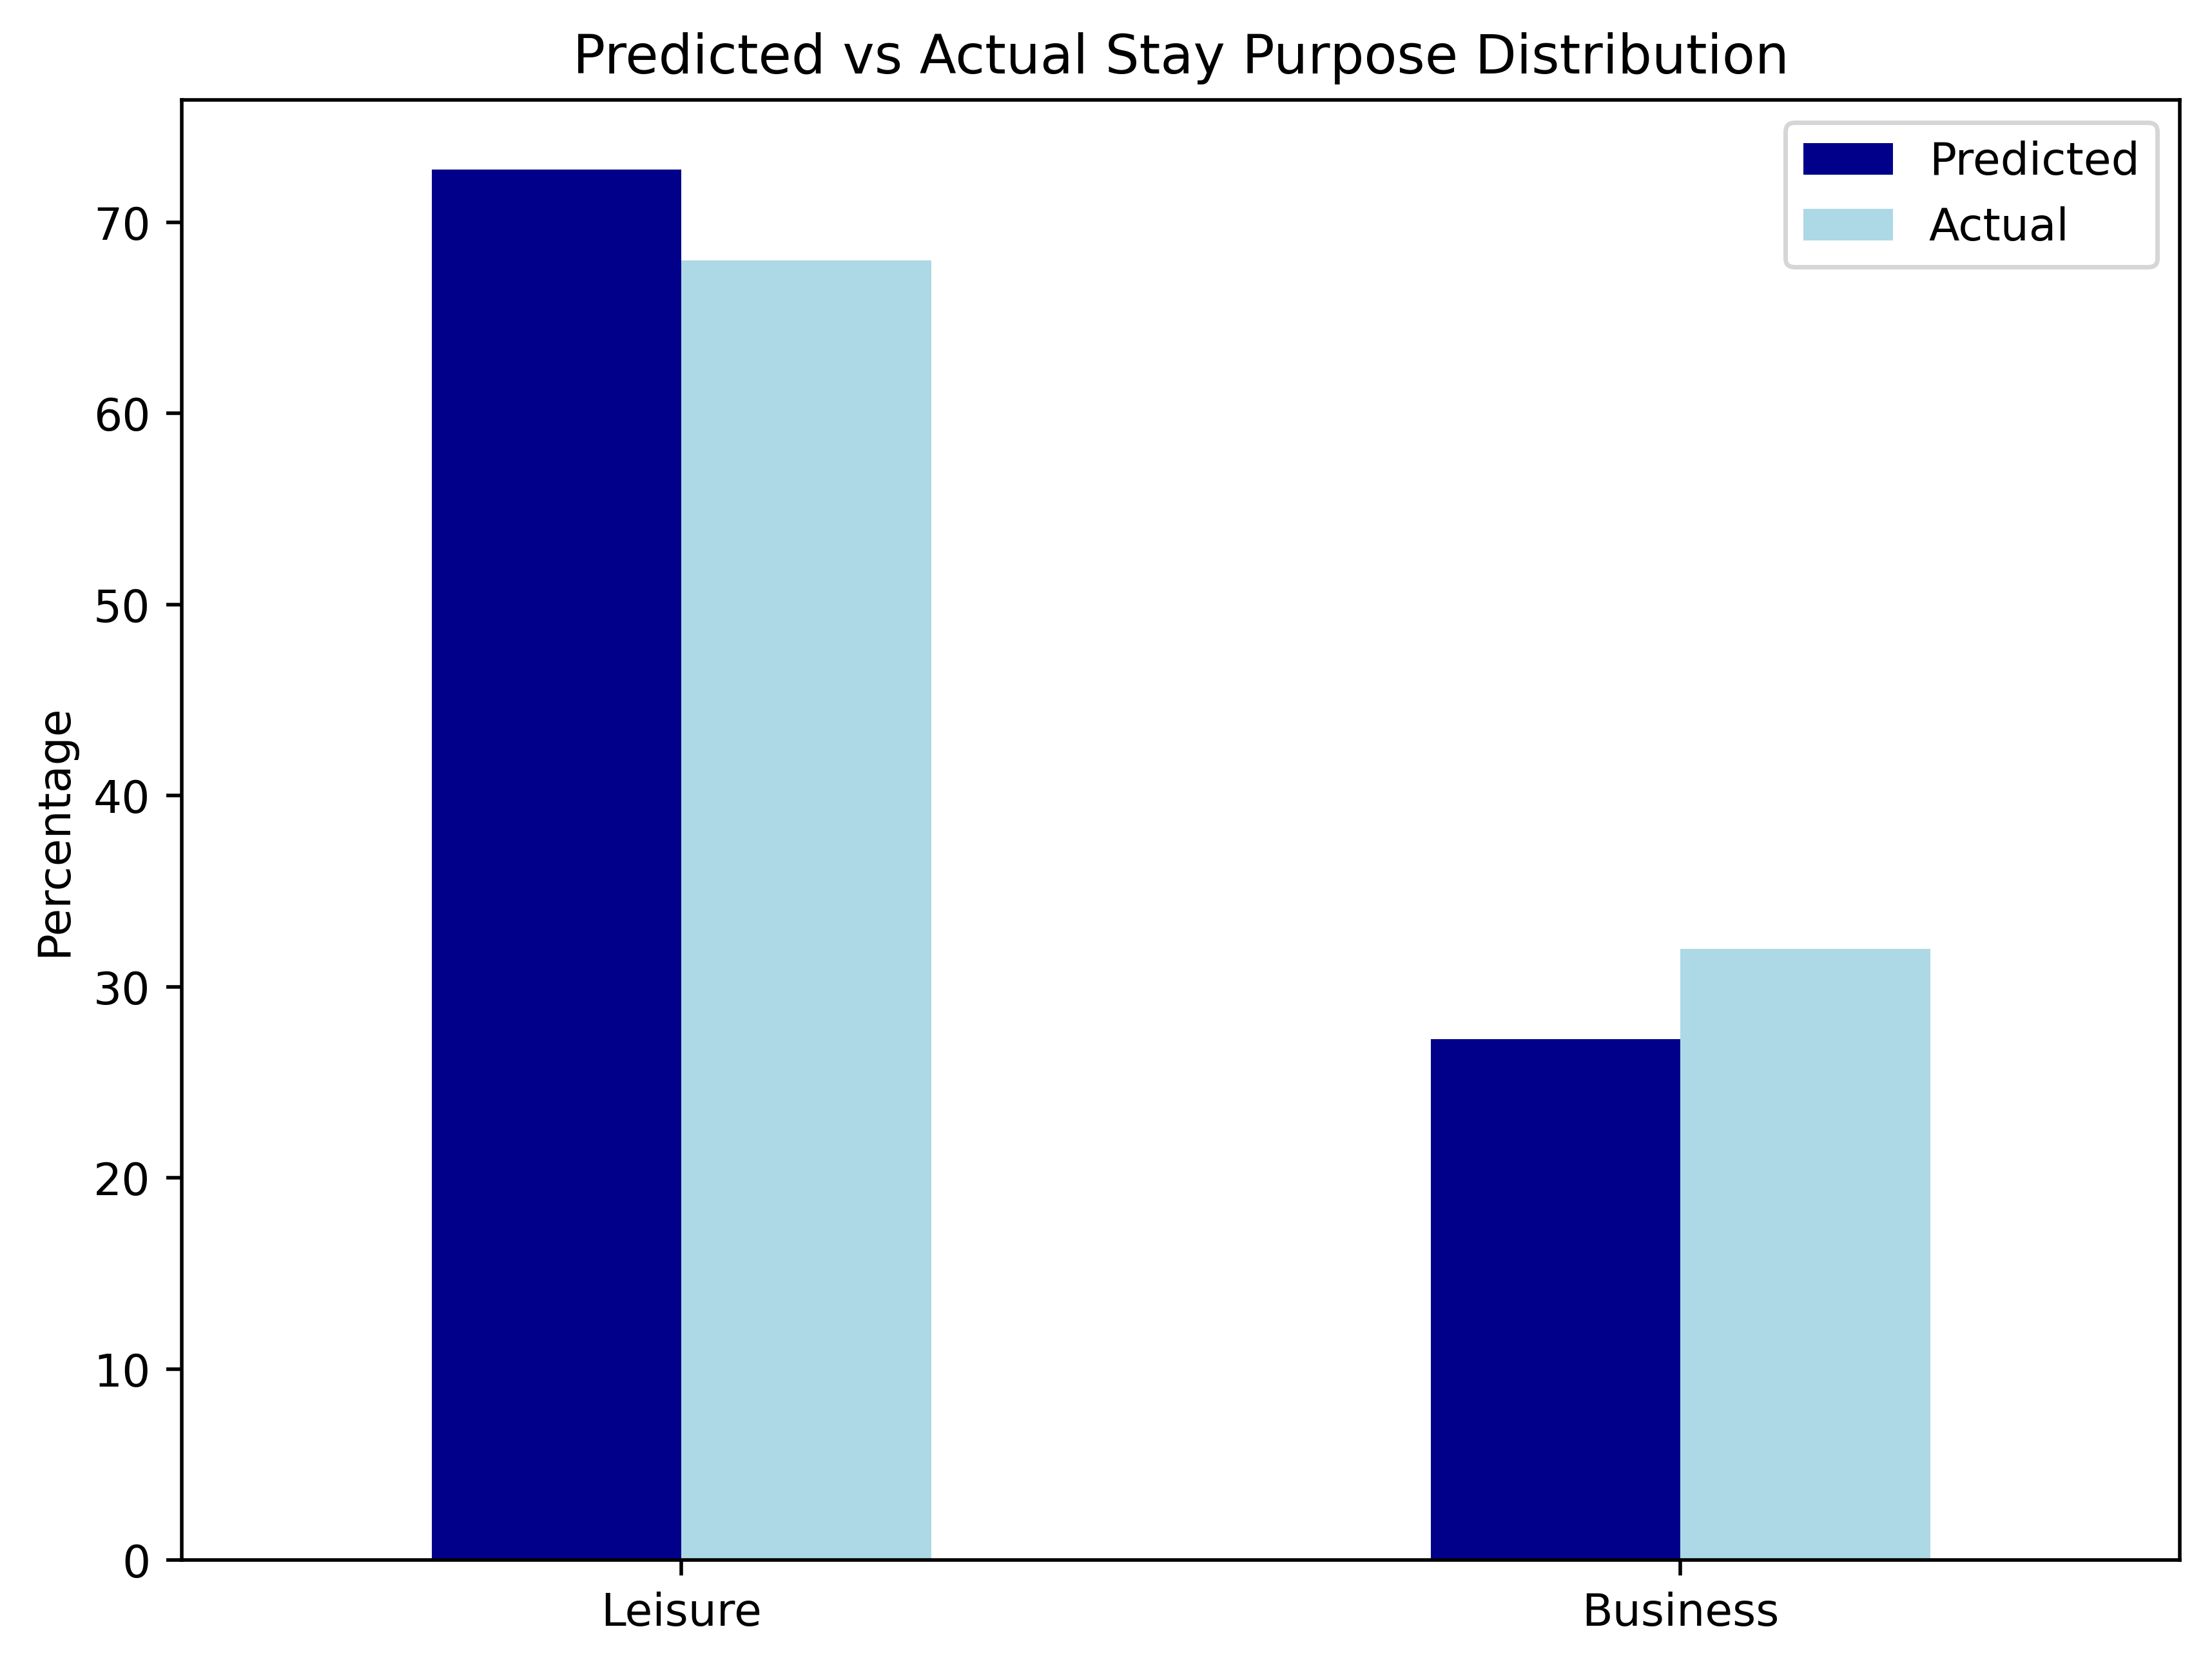 Predicted vs Actual Stay Purpose Distribution
Predicted
Actual
Percentage
70
60
50
40
30
20
10
0
Leisure
Business